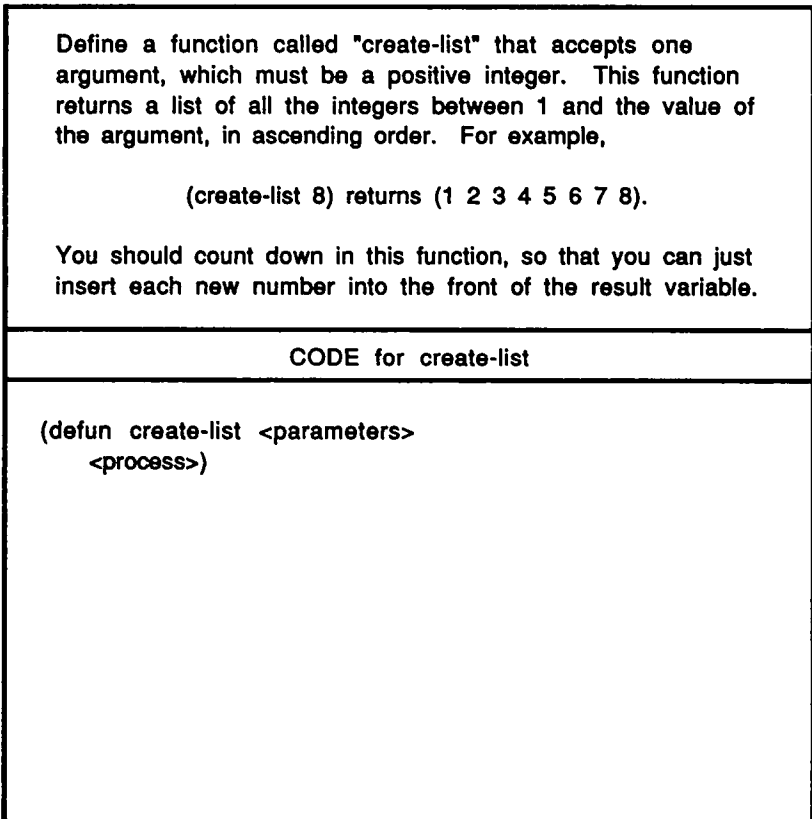 Define a function called "create-list" that accepts one
argument, which must be a positive integer. This function
returns a list of all the integers between 1 and the value of
the argument, in ascending order. For example,
(create-list 8) returns (1 2 3 4 5 6 7 8).
You should count down in this function, so that you can just
insert each new number into the front of the result variable.
CODE for create-list
(defun create-list <parameters>
<process>)